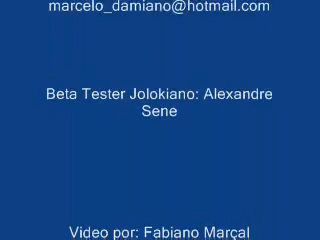 marcelo_damiano@hotmail.com
Beta Tester Jolokiano: Alexandre
Sene
Video por: Fabiano Marçal